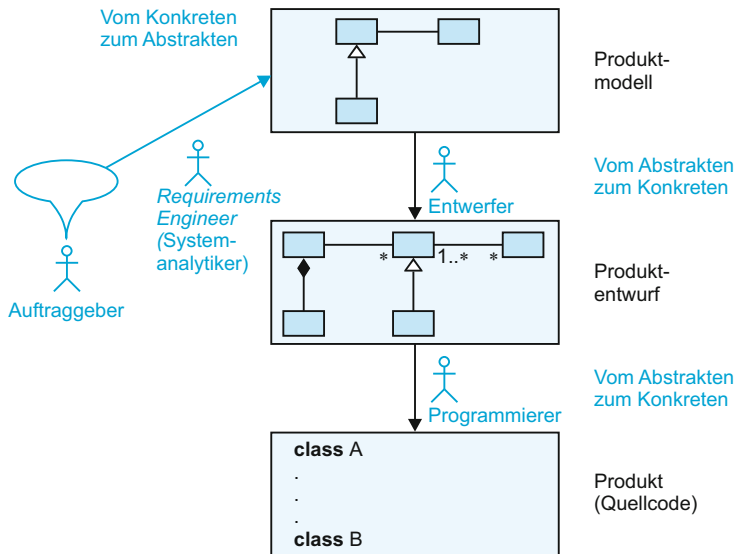 Vom Konkreten
zum Abstrakten
Produkt-
modell
Requirements
Engineer
(System-
analytiker)
Auftraggeber
Entwerfer
Vom Abstrakten
zum Konkreten
* 1..* *
Produkt-
entwurf
Programmierer
Vom Abstrakten
zum Konkreten
class A
.
.
.
class B
Produkt
(Quellcode)